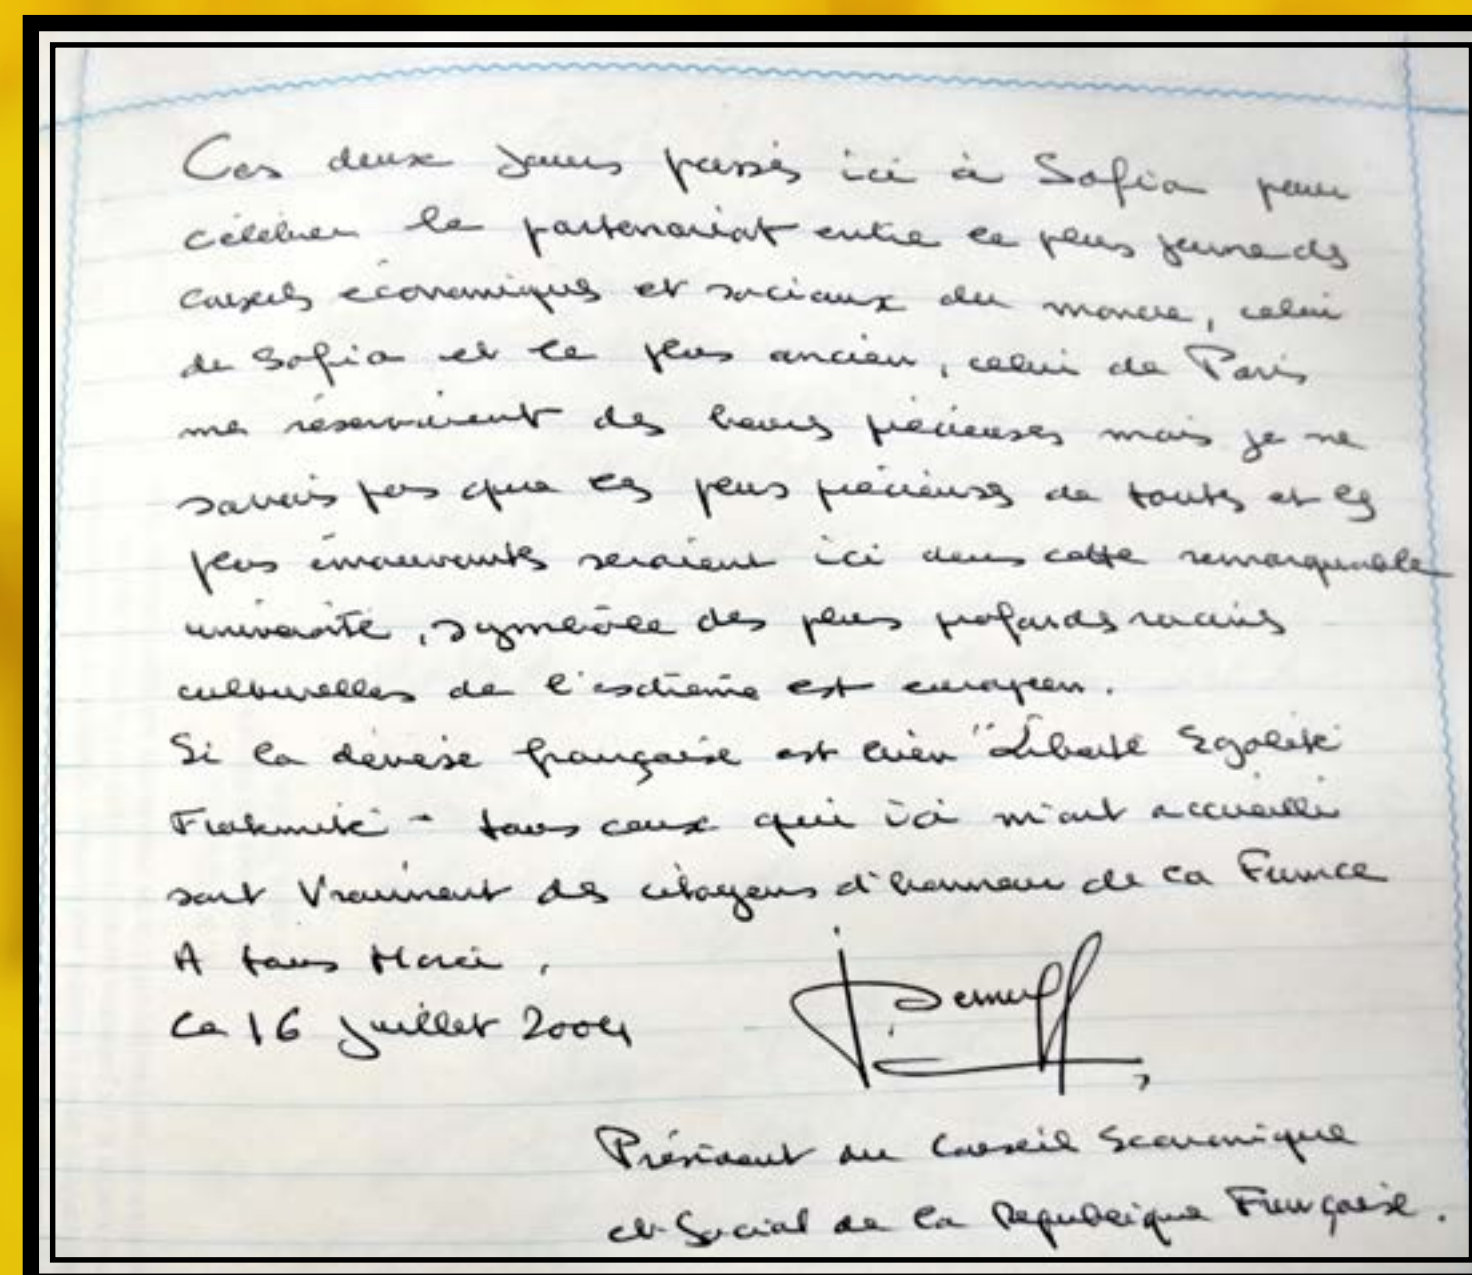 Ces deux jours passés ici à Sofia pour
célébrer le partenariat entre le plus jeune des
conseils économiques et sociaux du monde, celui
de Sofia et le plus ancien, celui de Paris
me réservaient des heures précieuses mais je ne
savais pas que les plus précieuses de toutes et les
plus émouvantes seraient ici dans cette remarquable
université, symbole des plus profondes racines
culturelles de l'extrême est européen.
Si la devise française est bien "Liberté Egalité
Fraternité" tous ceux qui ici m'ont accueilli
sont vraiment des citoyens d'honneur de la France
A tous Merci,
Ce 16 Juillet 2004
Président du Conseil Economique
et Social de la République Française.